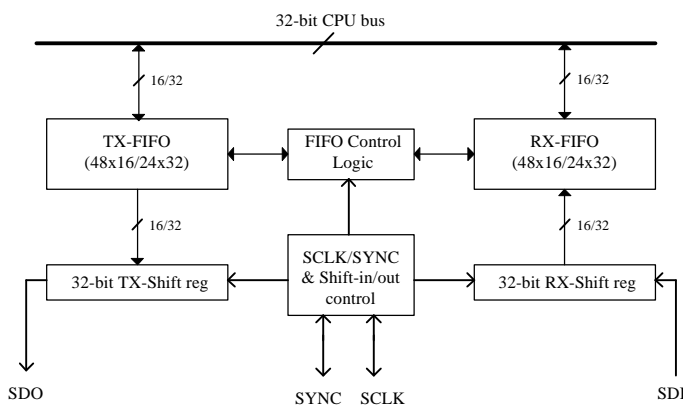 32-bit CPU bus
16/32
16/32
TX-FIFO
(48x16/24x32)
FIFO Control
Logic
RX-FIFO
(48x16/24x32)
16/32
16/32
SCLK/SYNC
& Shift-in/out
control
32-bit TX-Shift reg
32-bit RX-Shift reg
SDO
SYNC
SCLK
SDI